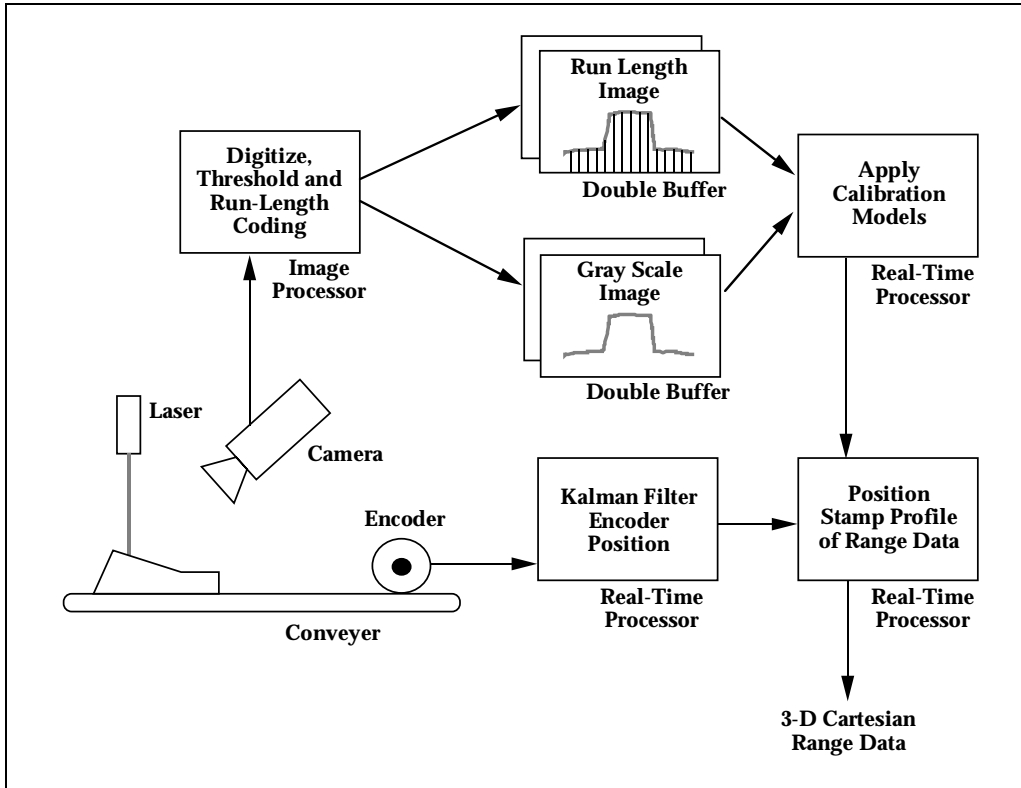 Run Length
Image
Double Buffer
Digitize,
Threshold and
Run-Length
Coding
Image
Processor
Apply
Calibration
Models
Real-Time
Processor
Gray Scale
Image
Double Buffer
Laser
Camera
Encoder
Conveyer
Kalman Filter
Encoder
Position
Real-Time
Processor
Position
Stamp Profile
of Range Data
Real-Time
Processor
3-D Cartesian
Range Data